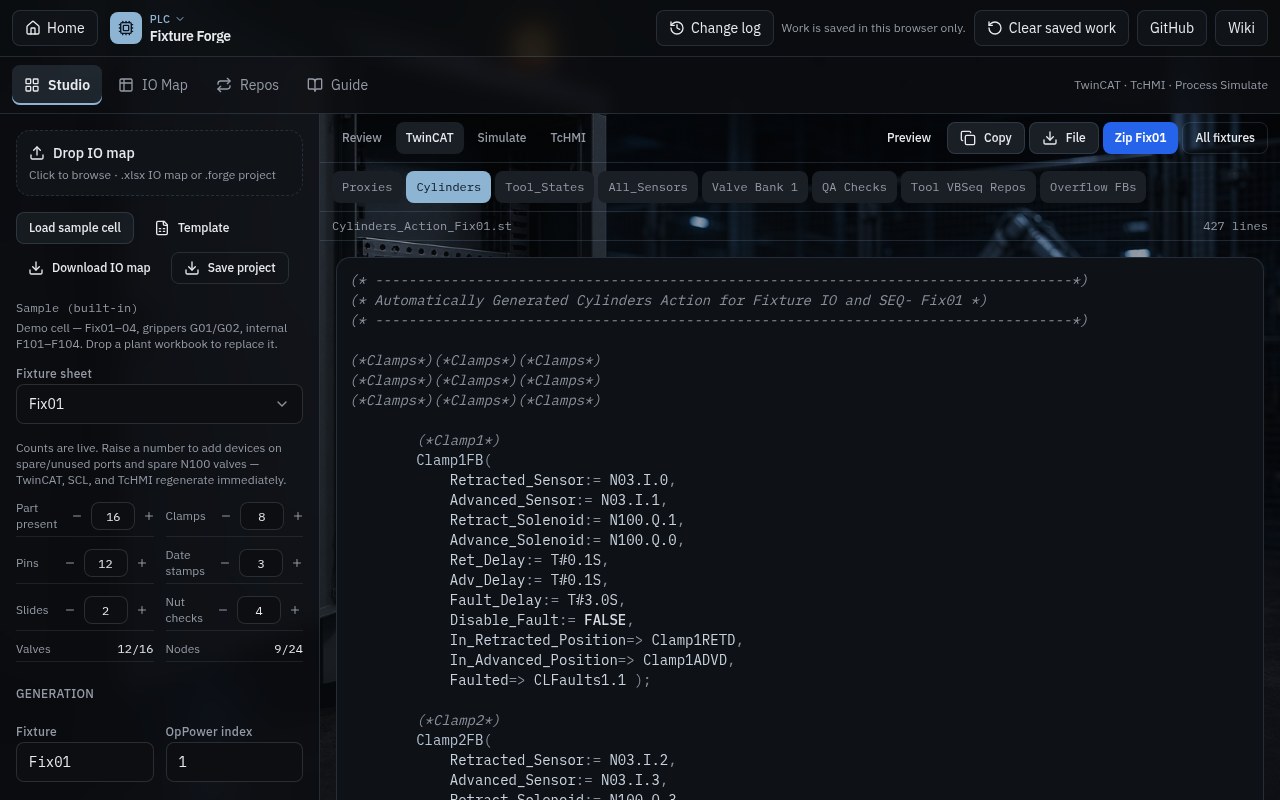 Home
PLC
Fixture Forge
Change log
Work is saved in this browser only.
Clear saved work
GitHub
Wiki
Studio
IO Map
Repos
Guide
TwinCAT · TcHMI · Process Simulate
Drop IO map
Click to browse · .xlsx IO map or .forge project
Load sample cell
Template
Download IO map
Save project
Sample (built-in)
Demo cell — Fix01–04, grippers G01/G02, internal
F101–F104. Drop a plant workbook to replace it.
Fixture sheet
Fix01
Counts are live. Raise a number to add devices on
spare/unused ports and spare N100 valves —
TwinCAT, SCL, and TcHMI regenerate immediately.
Part present − 16 +
Clamps − 8 +
Pins − 12 +
Date stamps − 3 +
Slides − 2 +
Nut checks − 4 +
Valves 12/16
Nodes 9/24
GENERATION
Fixture
Fix01
OpPower index
1
Review
TwinCAT
Simulate
TcHMI
Preview
Copy
File
Zip Fix01
All fixtures
Proxies
Cylinders
Tool_States
All_Sensors
Valve Bank 1
QA Checks
Tool VBSeq Repos
Overflow FBs
Cylinders_Action_Fix01.st
427 lines
(* -----------------------------------------------------------------------------------*)
(* Automatically Generated Cylinders Action for Fixture IO and SEQ- Fix01 *)
(* -----------------------------------------------------------------------------------*)
(*Clamps*)(*Clamps*)(*Clamps*)
(*Clamps*)(*Clamps*)(*Clamps*)
(*Clamps*)(*Clamps*)(*Clamps*)
(*Clamp1*)
Clamp1FB(
Retracted_Sensor:= N03.I.0,
Advanced_Sensor:= N03.I.1,
Retract_Solenoid:= N100.Q.1,
Advance_Solenoid:= N100.Q.0,
Ret_Delay:= T#0.1S,
Adv_Delay:= T#0.1S,
Fault_Delay:= T#3.0S,
Disable_Fault:= FALSE,
In_Retracted_Position=> Clamp1RETD,
In_Advanced_Position=> Clamp1ADVD,
Faulted=> CLFaults1.1 );
(*Clamp2*)
Clamp2FB(
Retracted_Sensor:= N03.I.2,
Advanced_Sensor:= N03.I.3,
Retract_Solenoid:= N100.Q.3,